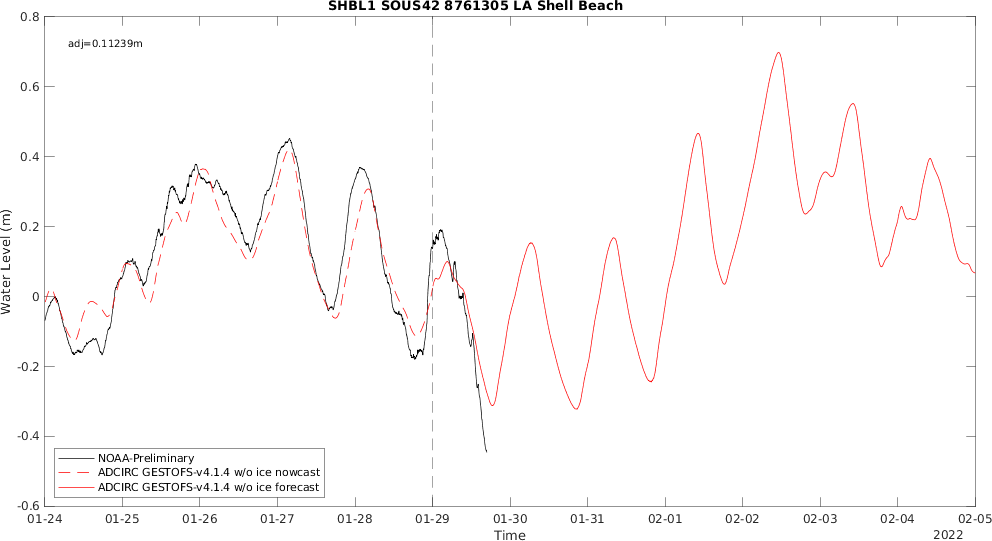 SHBL1 SOUS42 8761305 LA Shell Beach
adj=0.11239m
0.8
0.6
0.4
0.2
0
-0.2
-0.4
-0.6
Water Level (m)
NOAA-Preliminary
ADCIRC GESTOFS-v4.1.4 w/o ice nowcast
ADCIRC GESTOFS-v4.1.4 w/o ice forecast
01-24 01-25 01-26 01-27 01-28 01-29 01-30 01-31 02-01 02-02 02-03 02-04 02-05
Time
2022